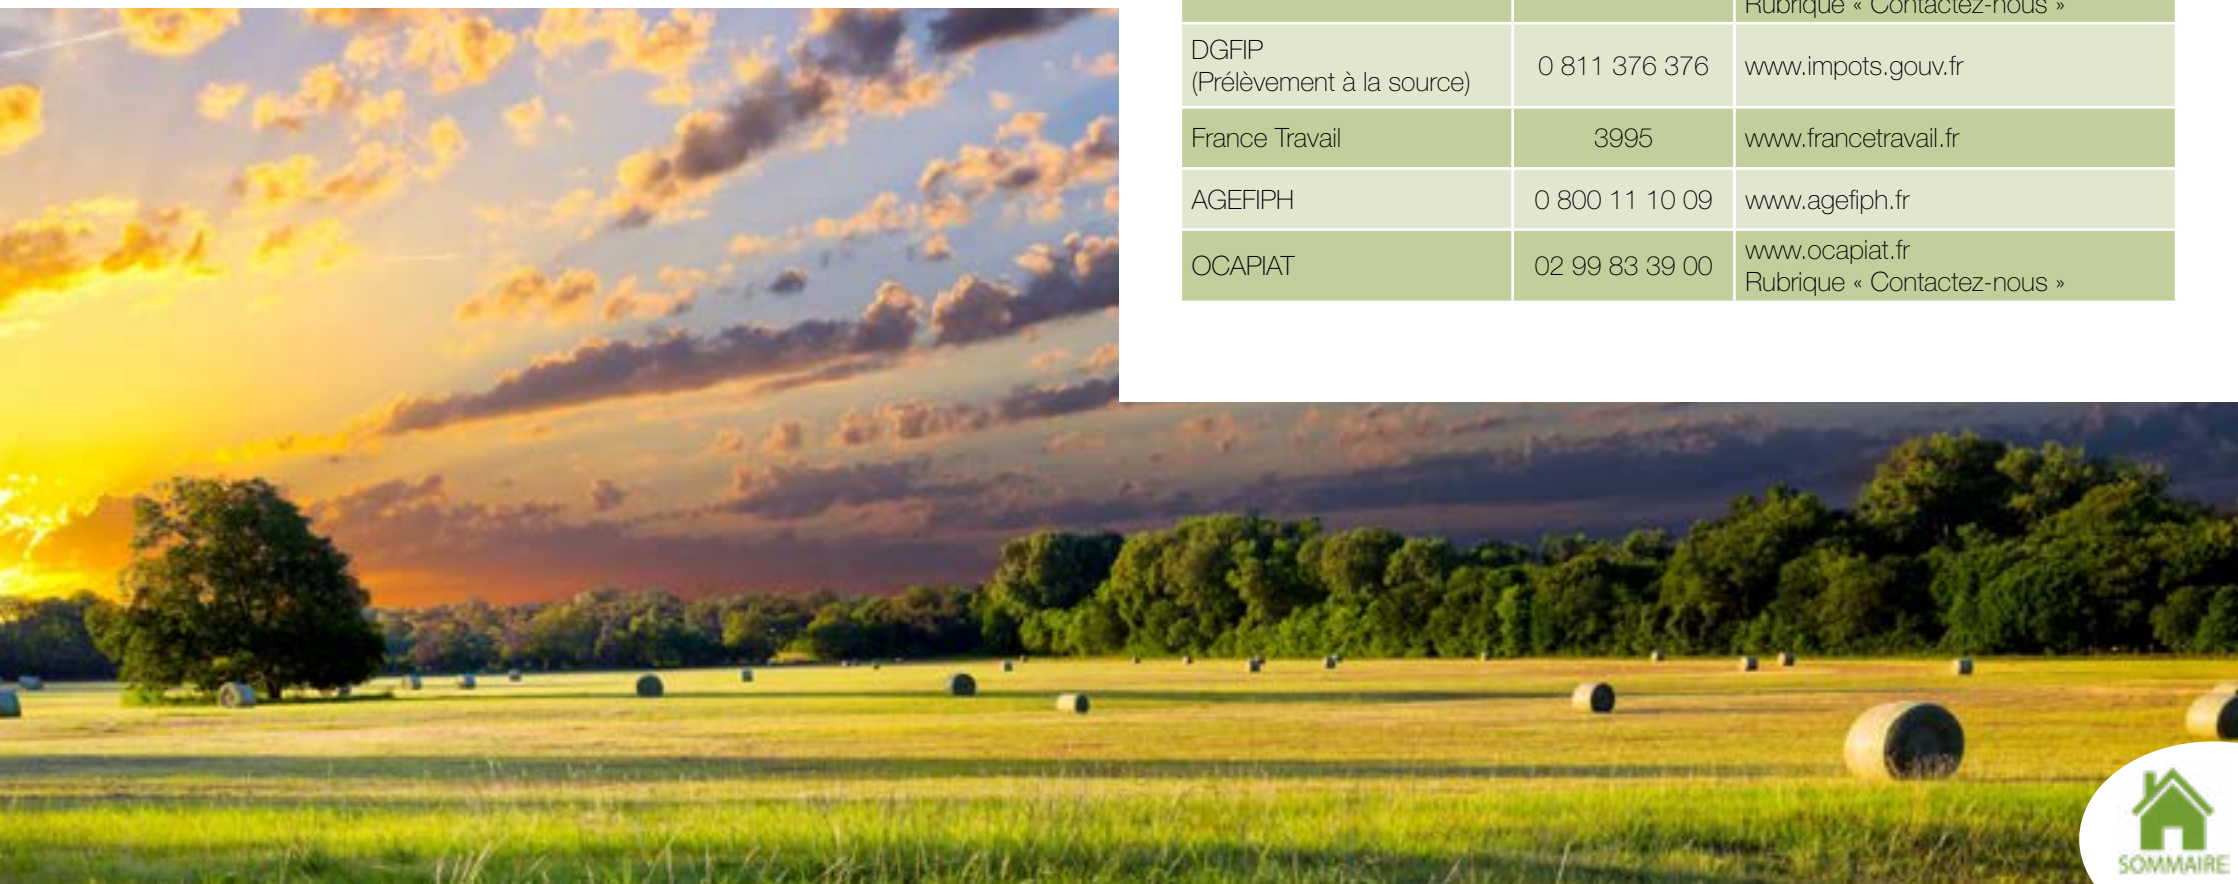 Rubrique « Contactez-nous »
DGFIP
(Prélèvement à la source)
0 811 376 376
www.impots.gouv.fr
France Travail
3995
www.francetravail.fr
AGEFIPH
0 800 11 10 09
www.agefiph.fr
OCAPIAT
02 99 83 39 00
www.ocapiat.fr
Rubrique « Contactez-nous »
SOMMAIRE